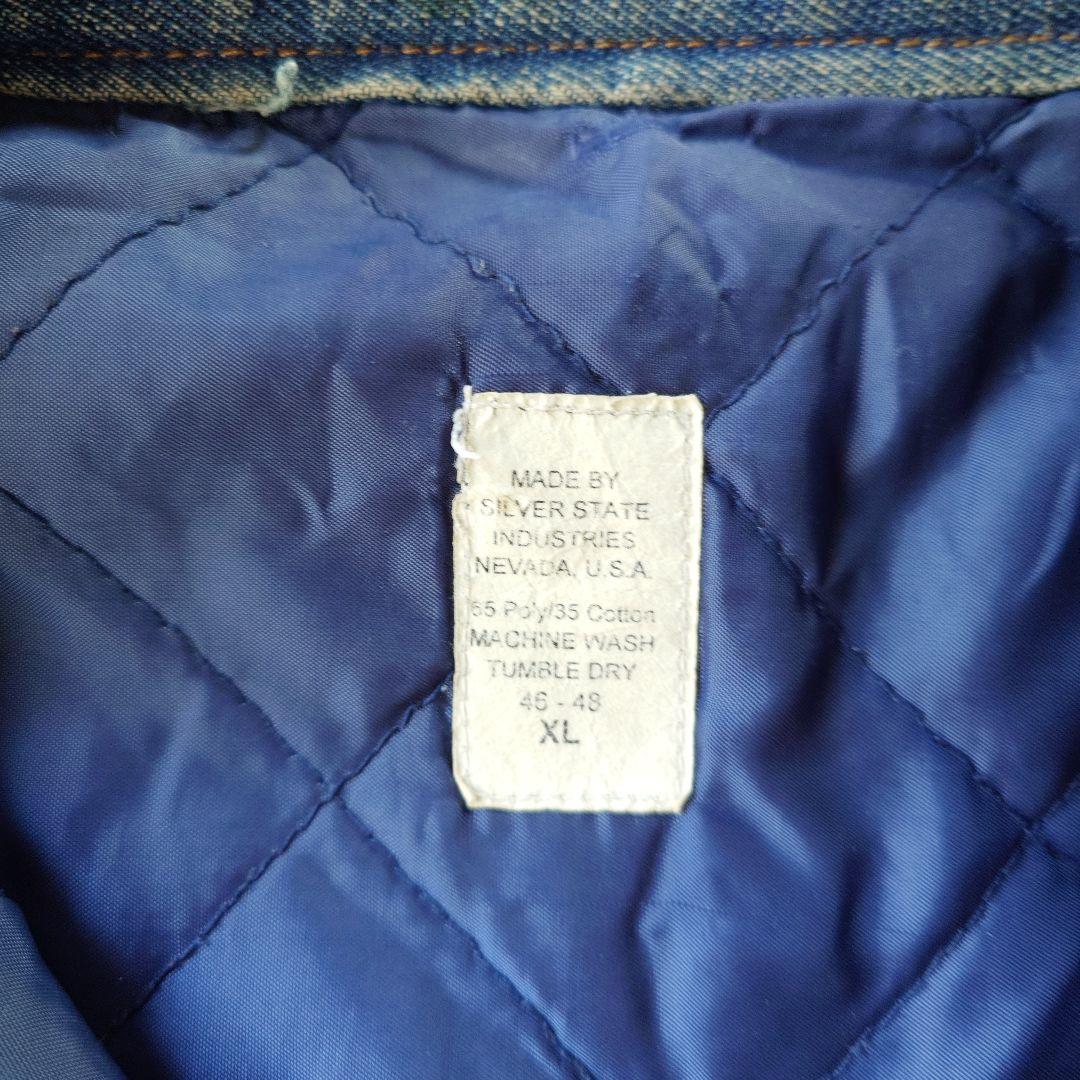 MADE BY
SILVER STATE
INDUSTRIES
NEVADA, U.S.A.
65 Poly/35 Cotton
MACHINE WASH
TUMBLE DRY
46 - 48
XL